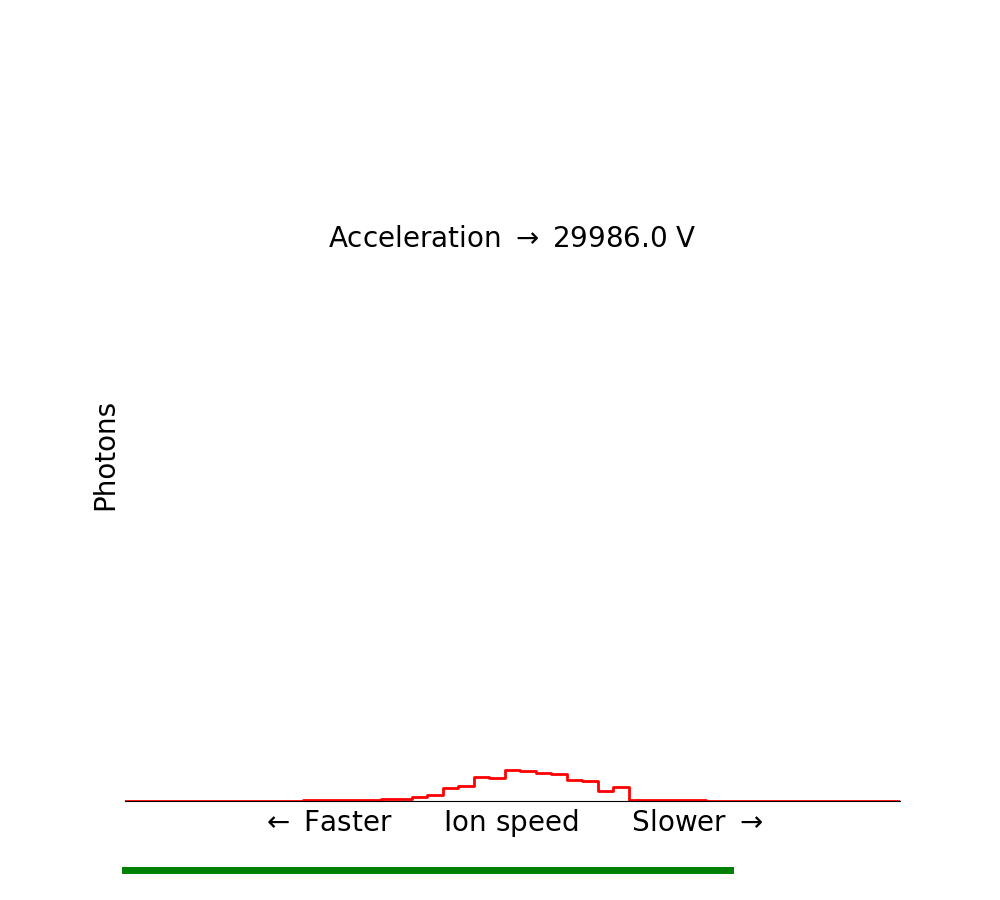 Acceleration → 29986.0 V
Photons
← Faster Ion speed Slower →